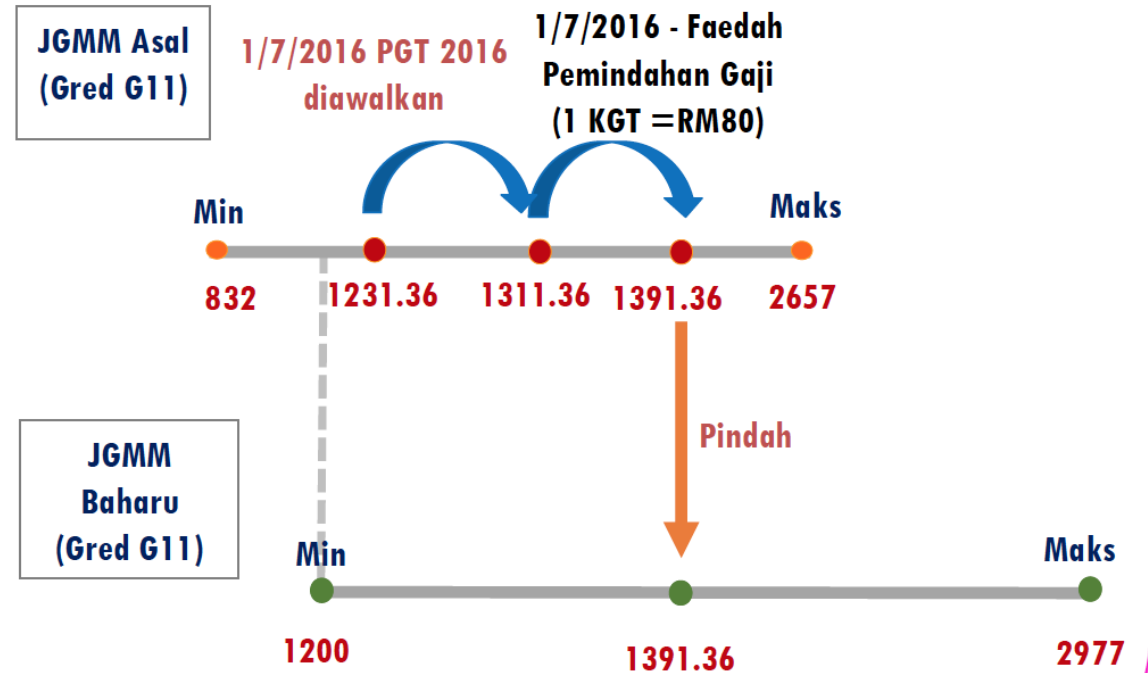 JGMM Asal
(Gred G11)
1/7/2016 PGT 2016
diawalkan
1/7/2016 - Faedah
Pemindahan Gaji
(1 KGT =RM80)
Min
Maks
832
1231.36
1311.36
1391.36
2657
Pindah
JGMM
Baharu
(Gred G11)
Min
Maks
1200
1391.36
2977